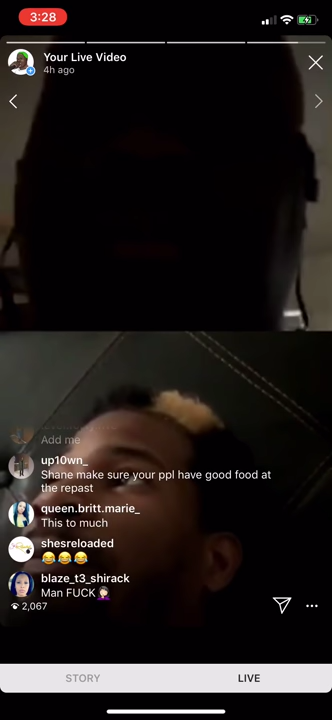 3:28
Your Live Video
4h ago
Add me
up10wn_
Shane make sure your ppl have good food at
the repast
queen.britt.marie_
This to much
shesreloaded
😂😂😂
blaze_t3_shirack
Man FUCK🤦🏻‍♀️
2,067
STORY
LIVE